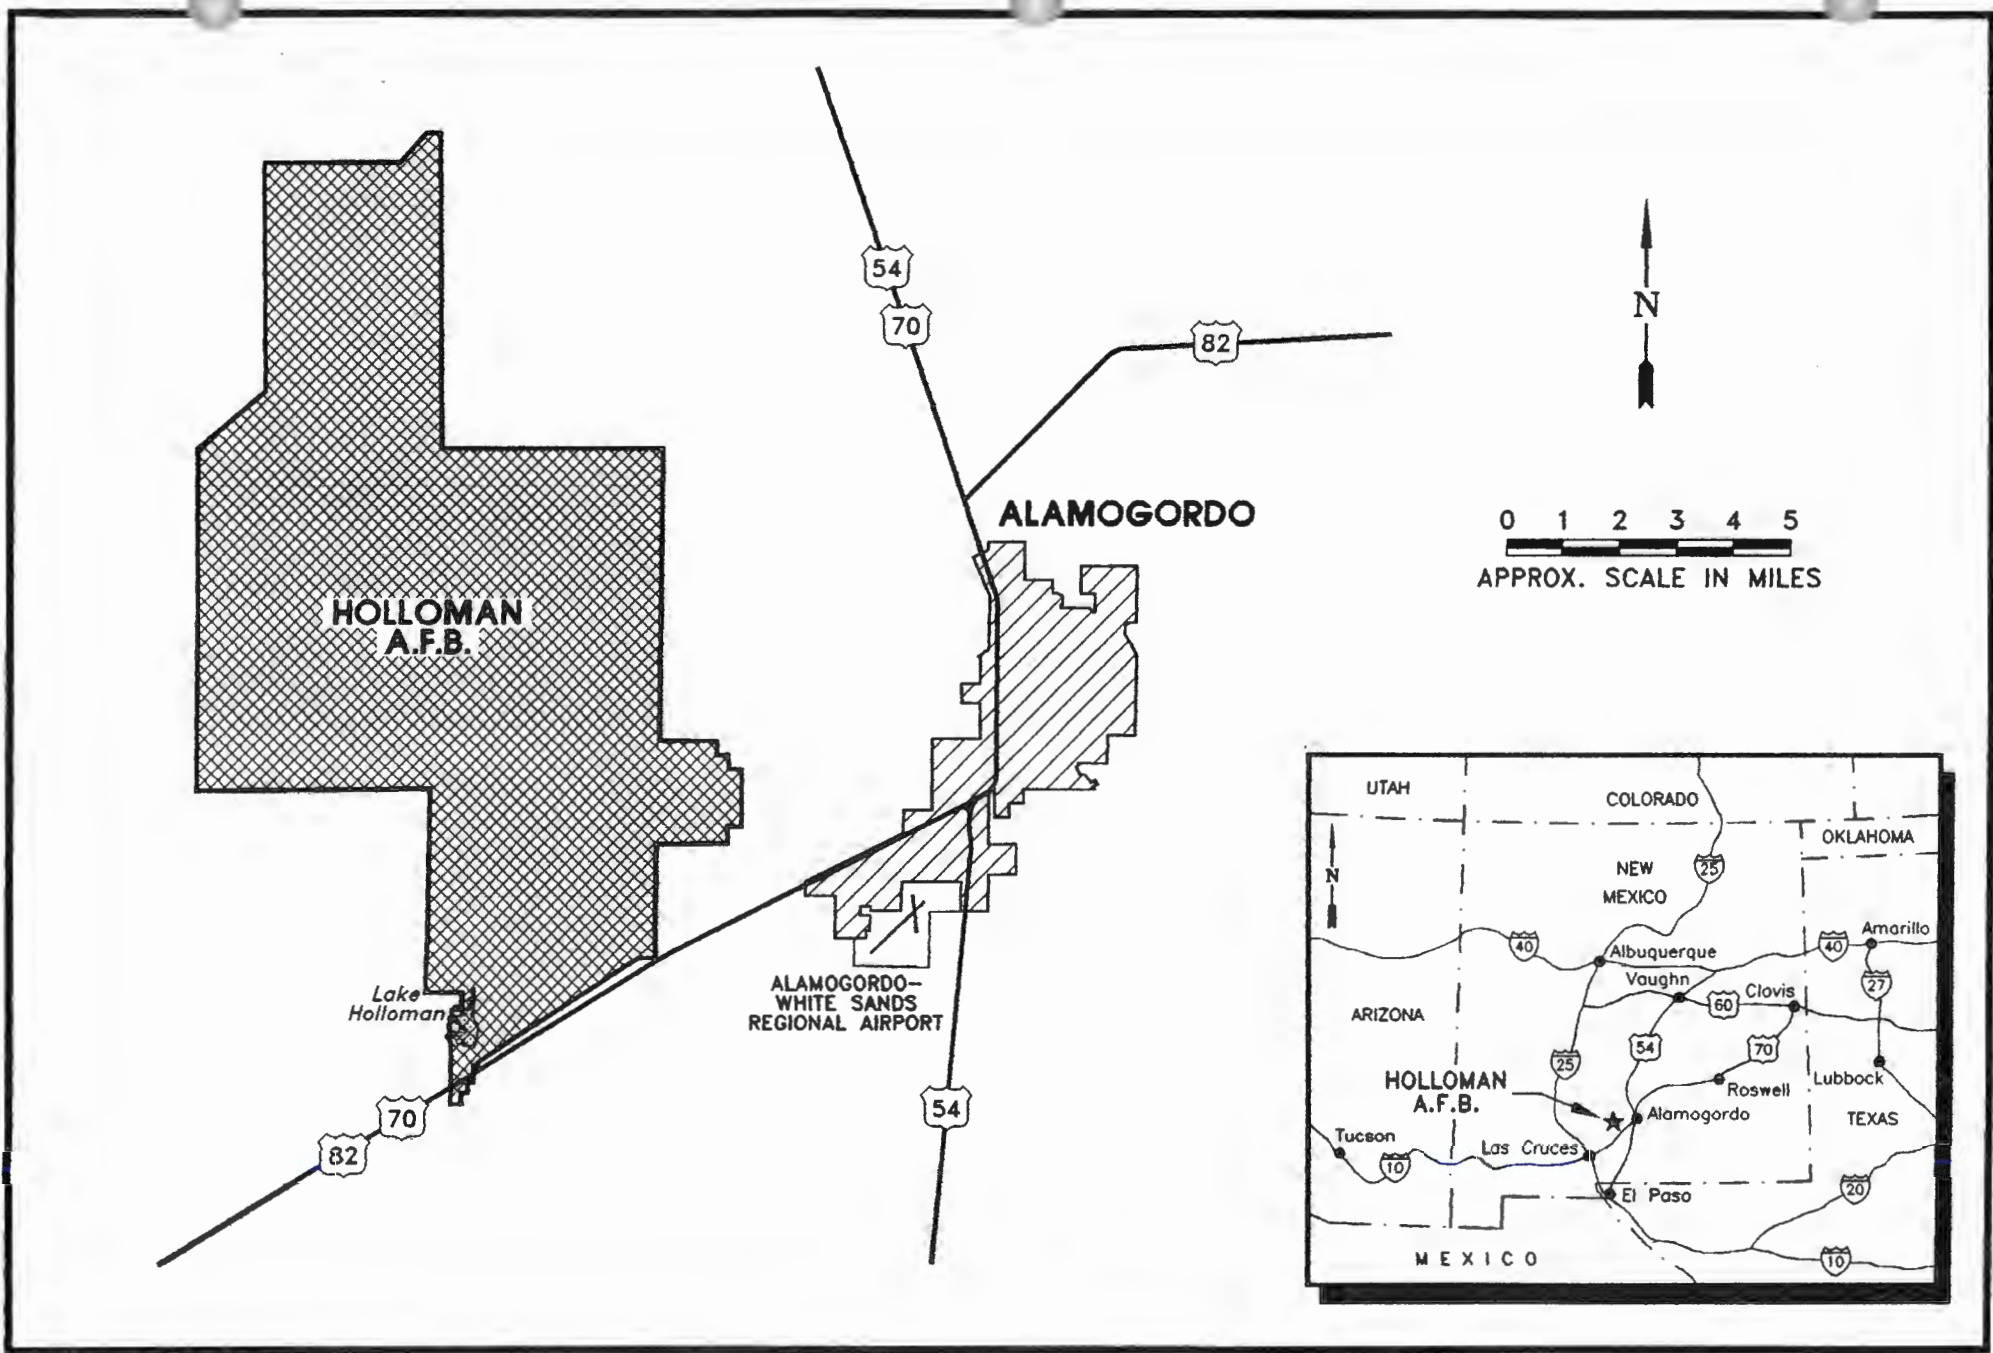 54
70
82
N
ALAMOGORDO
0 1 2 3 4 5
APPROX. SCALE IN MILES
HOLLOMAN
A.F.B.
Lake
Holloman
ALAMOGORDO-
WHITE SANDS
REGIONAL AIRPORT
54
70
82
UTAH
COLORADO
OKLAHOMA
N
NEW
MEXICO
25
40
Albuquerque
40
Amarillo
Vaughn
60
Clovis
27
ARIZONA
25
54
70
HOLLOMAN
A.F.B.
Roswell
Lubbock
Alamogordo
TEXAS
Tucson
10
Las Cruces
El Paso
20
MEXICO
10